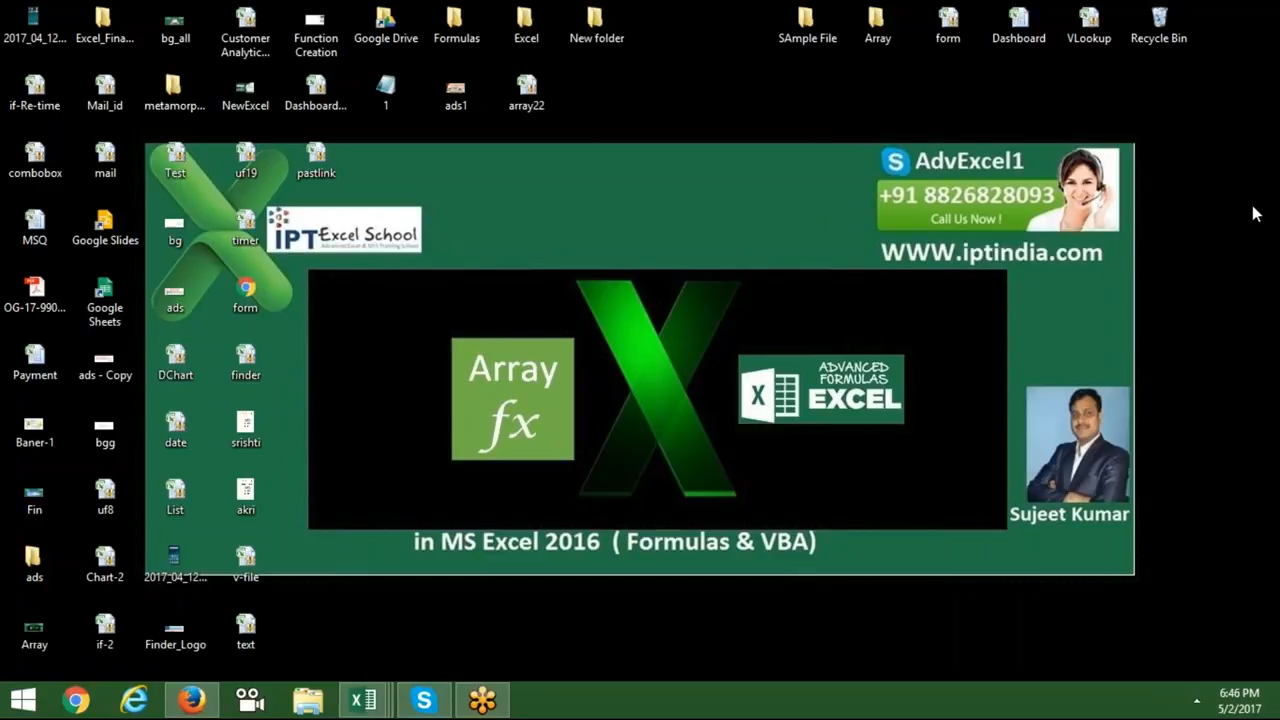 2017_04_12...
Excel_Fina...
bg_all
Customer
Analytic...
Function
Creation
Google Drive
Formulas
Excel
New folder
SAmple File
Array
form
Dashboard
VLookup
Recycle Bin
if-Re-time
Mail_id
metamorp...
NewExcel
Dashboard...
1
ads1
array22
combobox
mail
Test
uf19
pastlink
AdvExcel1
+91 8826828093
Call Us Now !
WWW.iptindia.com
IPT Excel School
MSQ
Google Slides
bg
timer
OG-17-990...
Google
Sheets
ads
form
Array
fx
X
ADVANCED
FORMULAS
EXCEL
Payment
ads - Copy
DChart
finder
Baner-1
bgg
date
srishti
Fin
uf8
List
akri
Sujeet Kumar
in MS Excel 2016 ( Formulas & VBA)
ads
Chart-2
2017_04_12...
v-file
Array
if-2
Finder_Logo
text
6:46 PM
5/2/2017